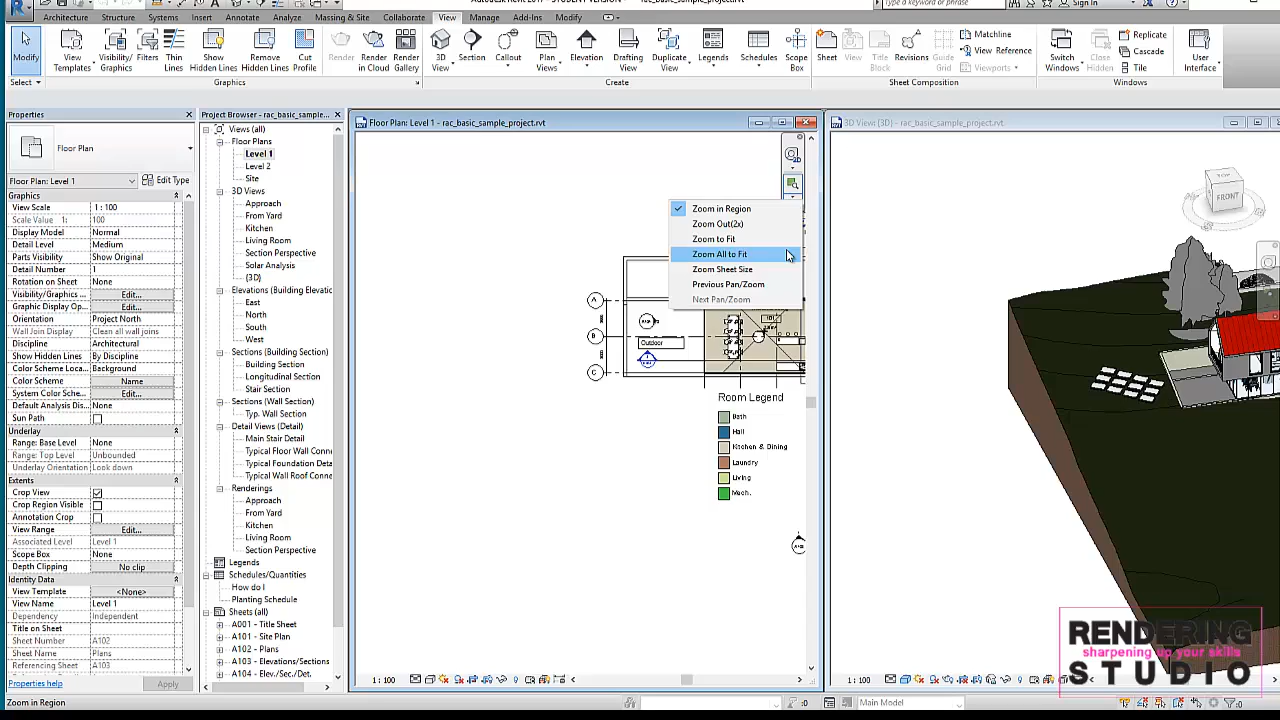 Autodesk Revit 2017 - STUDENT VERSION - rac_basic_sample_project.rvt
Type a keyword or phrase
Sign In
Architecture Structure Systems Insert Annotate Analyze Massing & Site Collaborate View Manage Add-Ins Modify
Modify
View Templates
Visibility/ Graphics
Filters
Thin Lines
Show Hidden Lines
Remove Hidden Lines
Cut Profile
Render
Render in Cloud
Render Gallery
3D View
Section
Callout
Plan Views
Elevation
Drafting View
Duplicate View
Legends
Schedules
Scope Box
Sheet
View
Title Block
Revisions
Guide Grid
Matchline
View Reference
Viewports
Switch Windows
Close Hidden
Replicate
Cascade
Tile
User Interface
Select
Graphics
Create
Sheet Composition
Windows
Properties
Floor Plan
Floor Plan: Level 1
Edit Type
Graphics
View Scale 1 : 100
Scale Value 1: 100
Display Model Normal
Detail Level Medium
Parts Visibility Show Original
Detail Number 1
Rotation on Sheet None
Visibility/Graphics ... Edit...
Graphic Display Op... Edit...
Orientation Project North
Wall Join Display Clean all wall joins
Discipline Architectural
Show Hidden Lines By Discipline
Color Scheme Loca... Background
Color Scheme Name
System Color Sche... Edit...
Default Analysis Dis... None
Sun Path
Underlay
Range: Base Level None
Range: Top Level Unbounded
Underlay Orientation Look down
Extents
Crop View
Crop Region Visible
Annotation Crop
View Range Edit...
Associated Level Level 1
Scope Box None
Depth Clipping No clip
Identity Data
View Template <None>
View Name Level 1
Dependency Independent
Title on Sheet
Sheet Number A102
Sheet Name Plans
Referencing Sheet A103
Properties help
Apply
Project Browser - rac_basic_sample...
Views (all)
Floor Plans
Level 1
Level 2
Site
3D Views
Approach
From Yard
Kitchen
Living Room
Section Perspective
Solar Analysis
{3D}
Elevations (Building Elevation
East
North
South
West
Sections (Building Section)
Building Section
Longitudinal Section
Stair Section
Sections (Wall Section)
Typ. Wall Section
Detail Views (Detail)
Main Stair Detail
Typical Floor Wall Conn
Typical Foundation Deta
Typical Wall Roof Conne
Renderings
Approach
From Yard
Kitchen
Living Room
Section Perspective
Legends
Schedules/Quantities
How do I
Planting Schedule
Sheets (all)
A001 - Title Sheet
A101 - Site Plan
A102 - Plans
A103 - Elevations/Sections
A104 - Elev./Sec./Det.
Floor Plan: Level 1 - rac_basic_sample_project.rvt
Zoom in Region
Zoom Out(2x)
Zoom to Fit
Zoom All to Fit
Zoom Sheet Size
Previous Pan/Zoom
Next Pan/Zoom
A
B
C
Outdoor
Room Legend
Bath
Hall
Kitchen & Dining
Laundry
Living
Mech.
1 : 100
3D View: {3D} - rac_basic_sample_project.rvt
TOP
FRONT
1 : 100
RENDERING
sharpening up your skills
STUDIO
Zoom in Region
:0
Main Model
:0